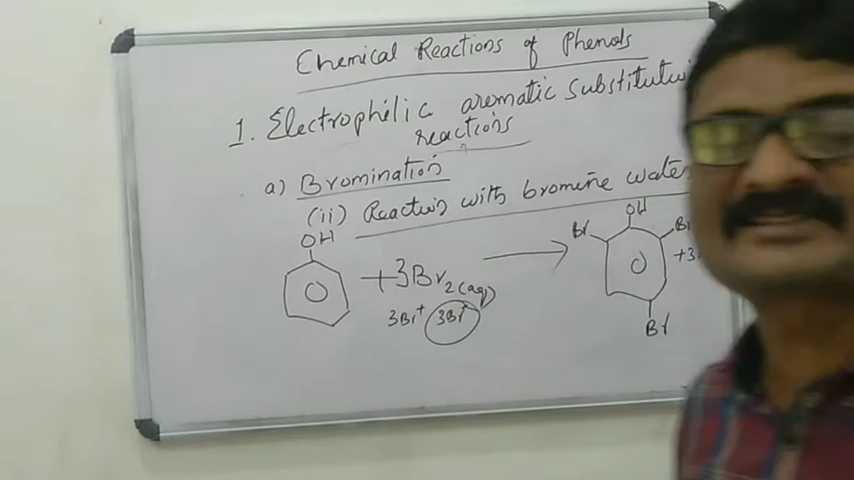 Chemical Reactions of Phenols
1. Electrophilic aromatic
reactions
a) Bromination
(ii) Reaction with bromine water
OH
+3Br2(aq)
3Br+ 3Br-
OH
Br
Br
+3
Br